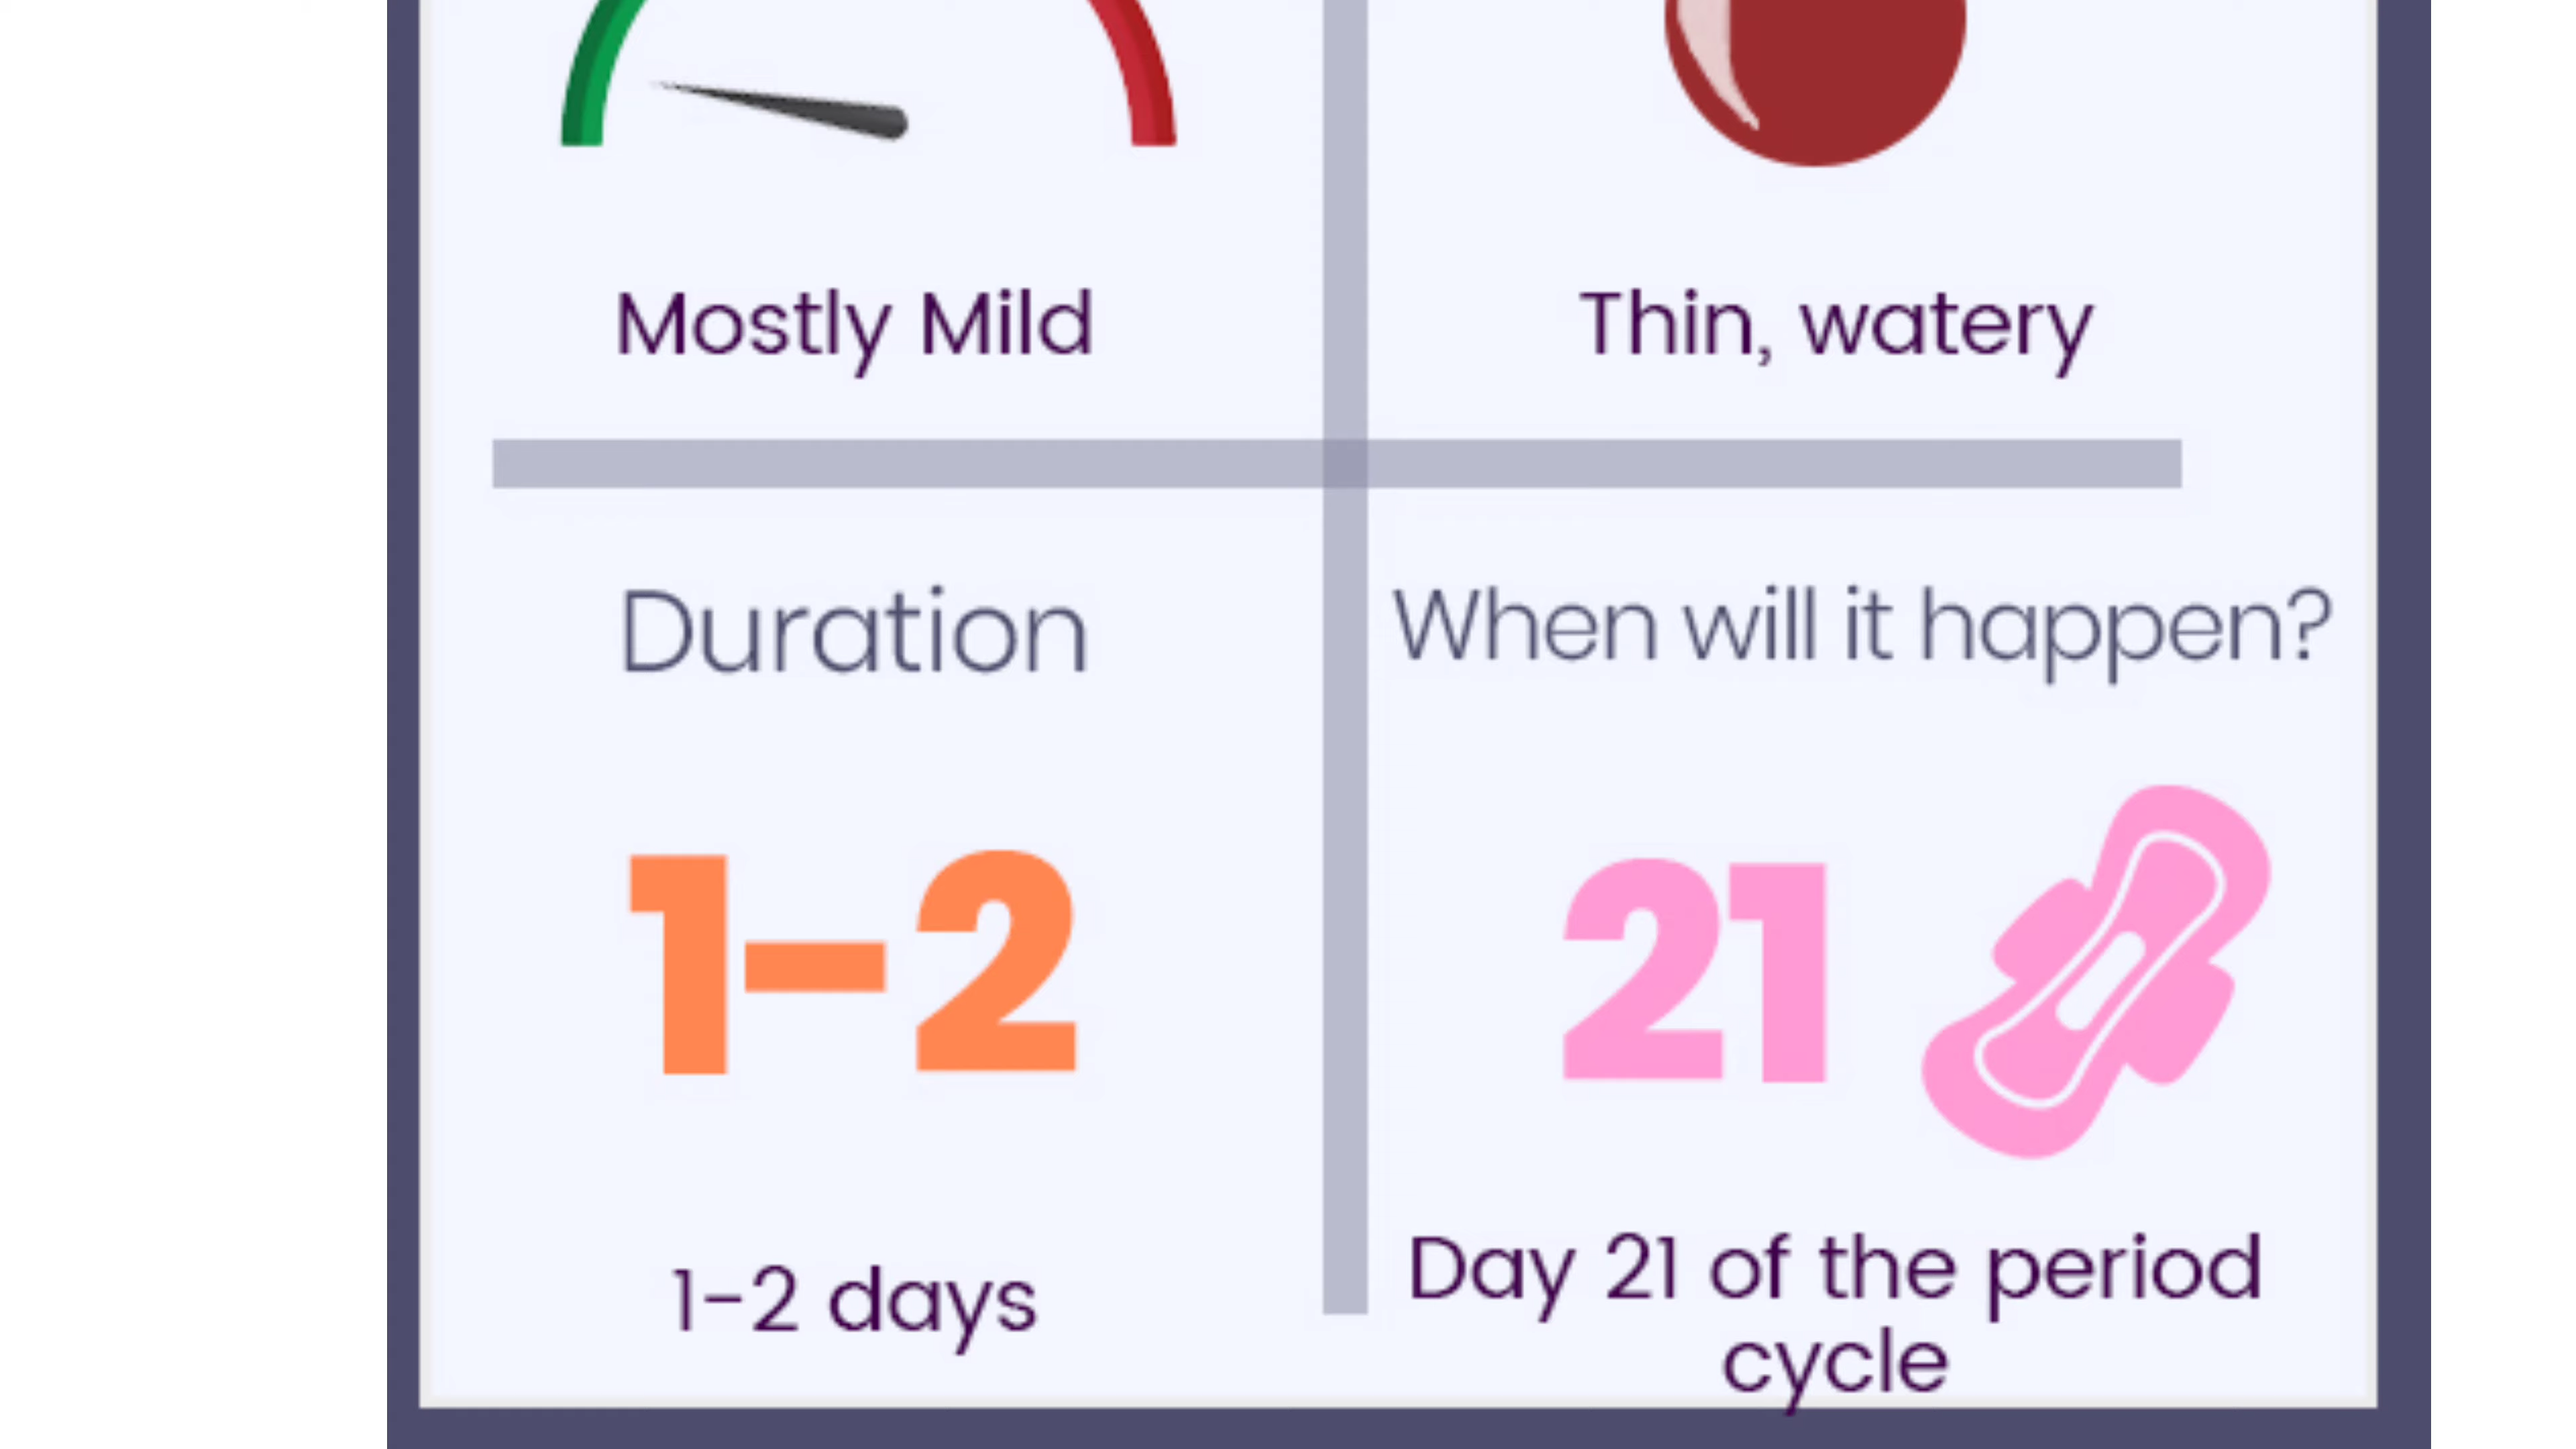 Mostly Mild
Thin, watery
Duration
When will it happen?
1-2
21
1-2 days
Day 21 of the period
cycle